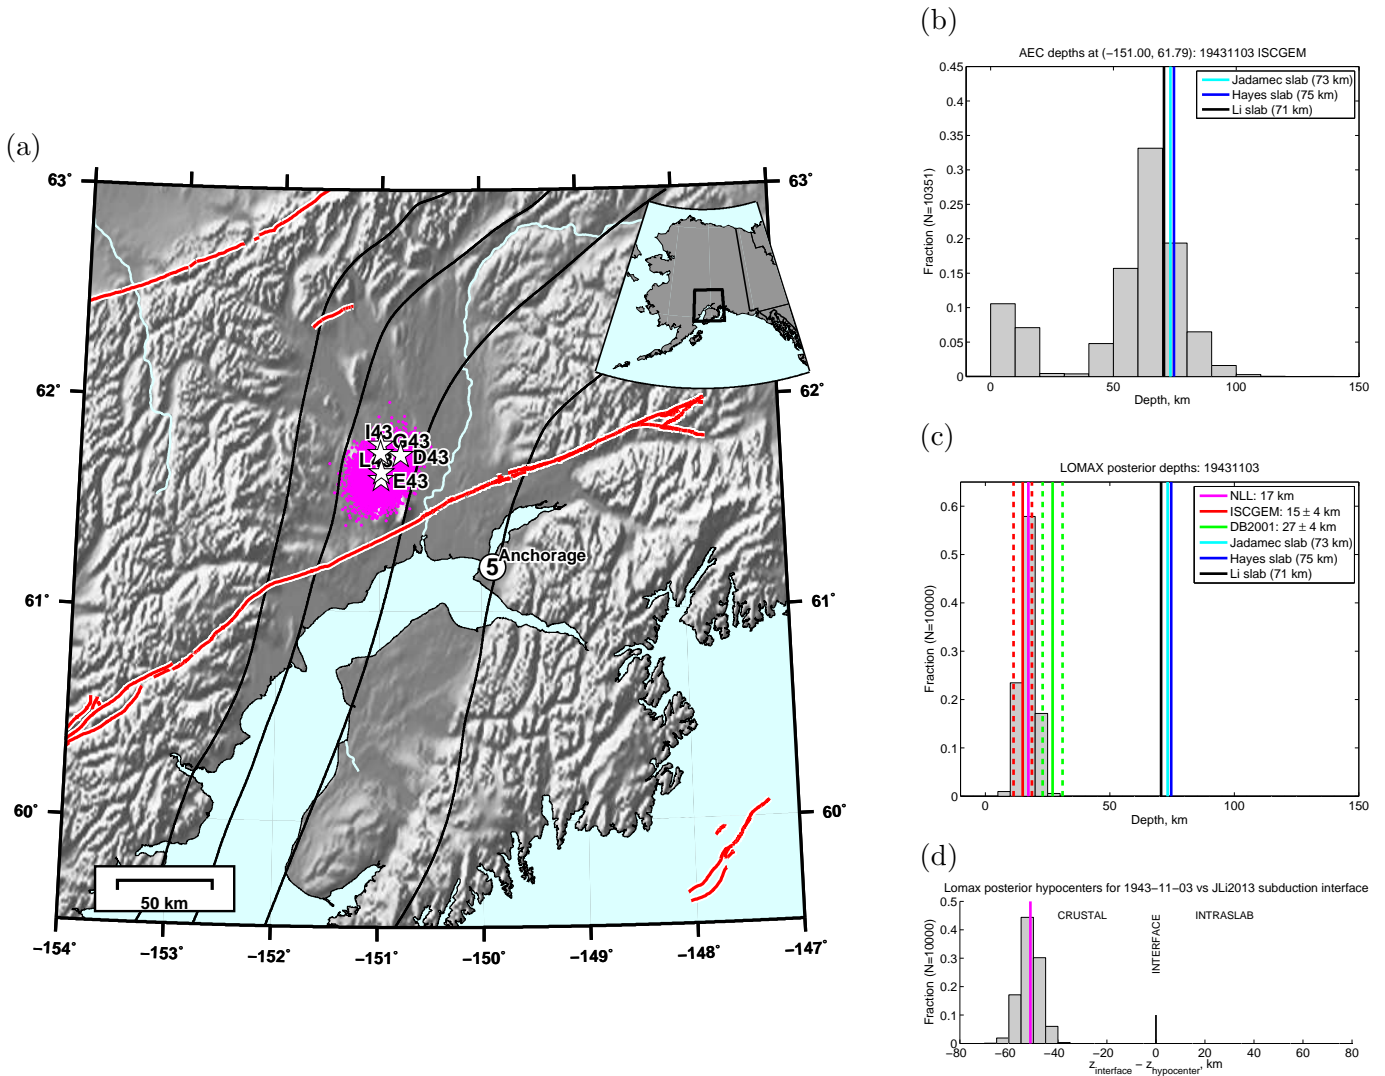 (a)
63°
63°
62°
62°
61°
61°
60°
60°
−154°
−153°
−152°
−151°
−150°
−149°
−148°
−147°
I43
G43
D43
E43
5
Anchorage
50 km
(b)
AEC depths at (−151.00, 61.79): 19431103 ISCGEM
Jadamec slab (73 km)
Hayes slab (75 km)
Li slab (71 km)
Fraction (N=10351)
0.45
0.4
0.35
0.3
0.25
0.2
0.15
0.1
0.05
0
0
50
100
150
Depth, km
(c)
LOMAX posterior depths: 19431103
NLL: 17 km
ISCGEM: 15 ± 4 km
DB2001: 27 ± 4 km
Jadamec slab (73 km)
Hayes slab (75 km)
Li slab (71 km)
Fraction (N=10000)
0.6
0.5
0.4
0.3
0.2
0.1
0
0
50
100
150
Depth, km
(d)
Lomax posterior hypocenters for 1943−11−03 vs JLi2013 subduction interface
CRUSTAL
INTERFACE
INTRASLAB
Fraction (N=10000)
0.5
0.4
0.3
0.2
0.1
0
−80
−60
−40
−20
0
20
40
60
80
z_interface − z_hypocenter, km